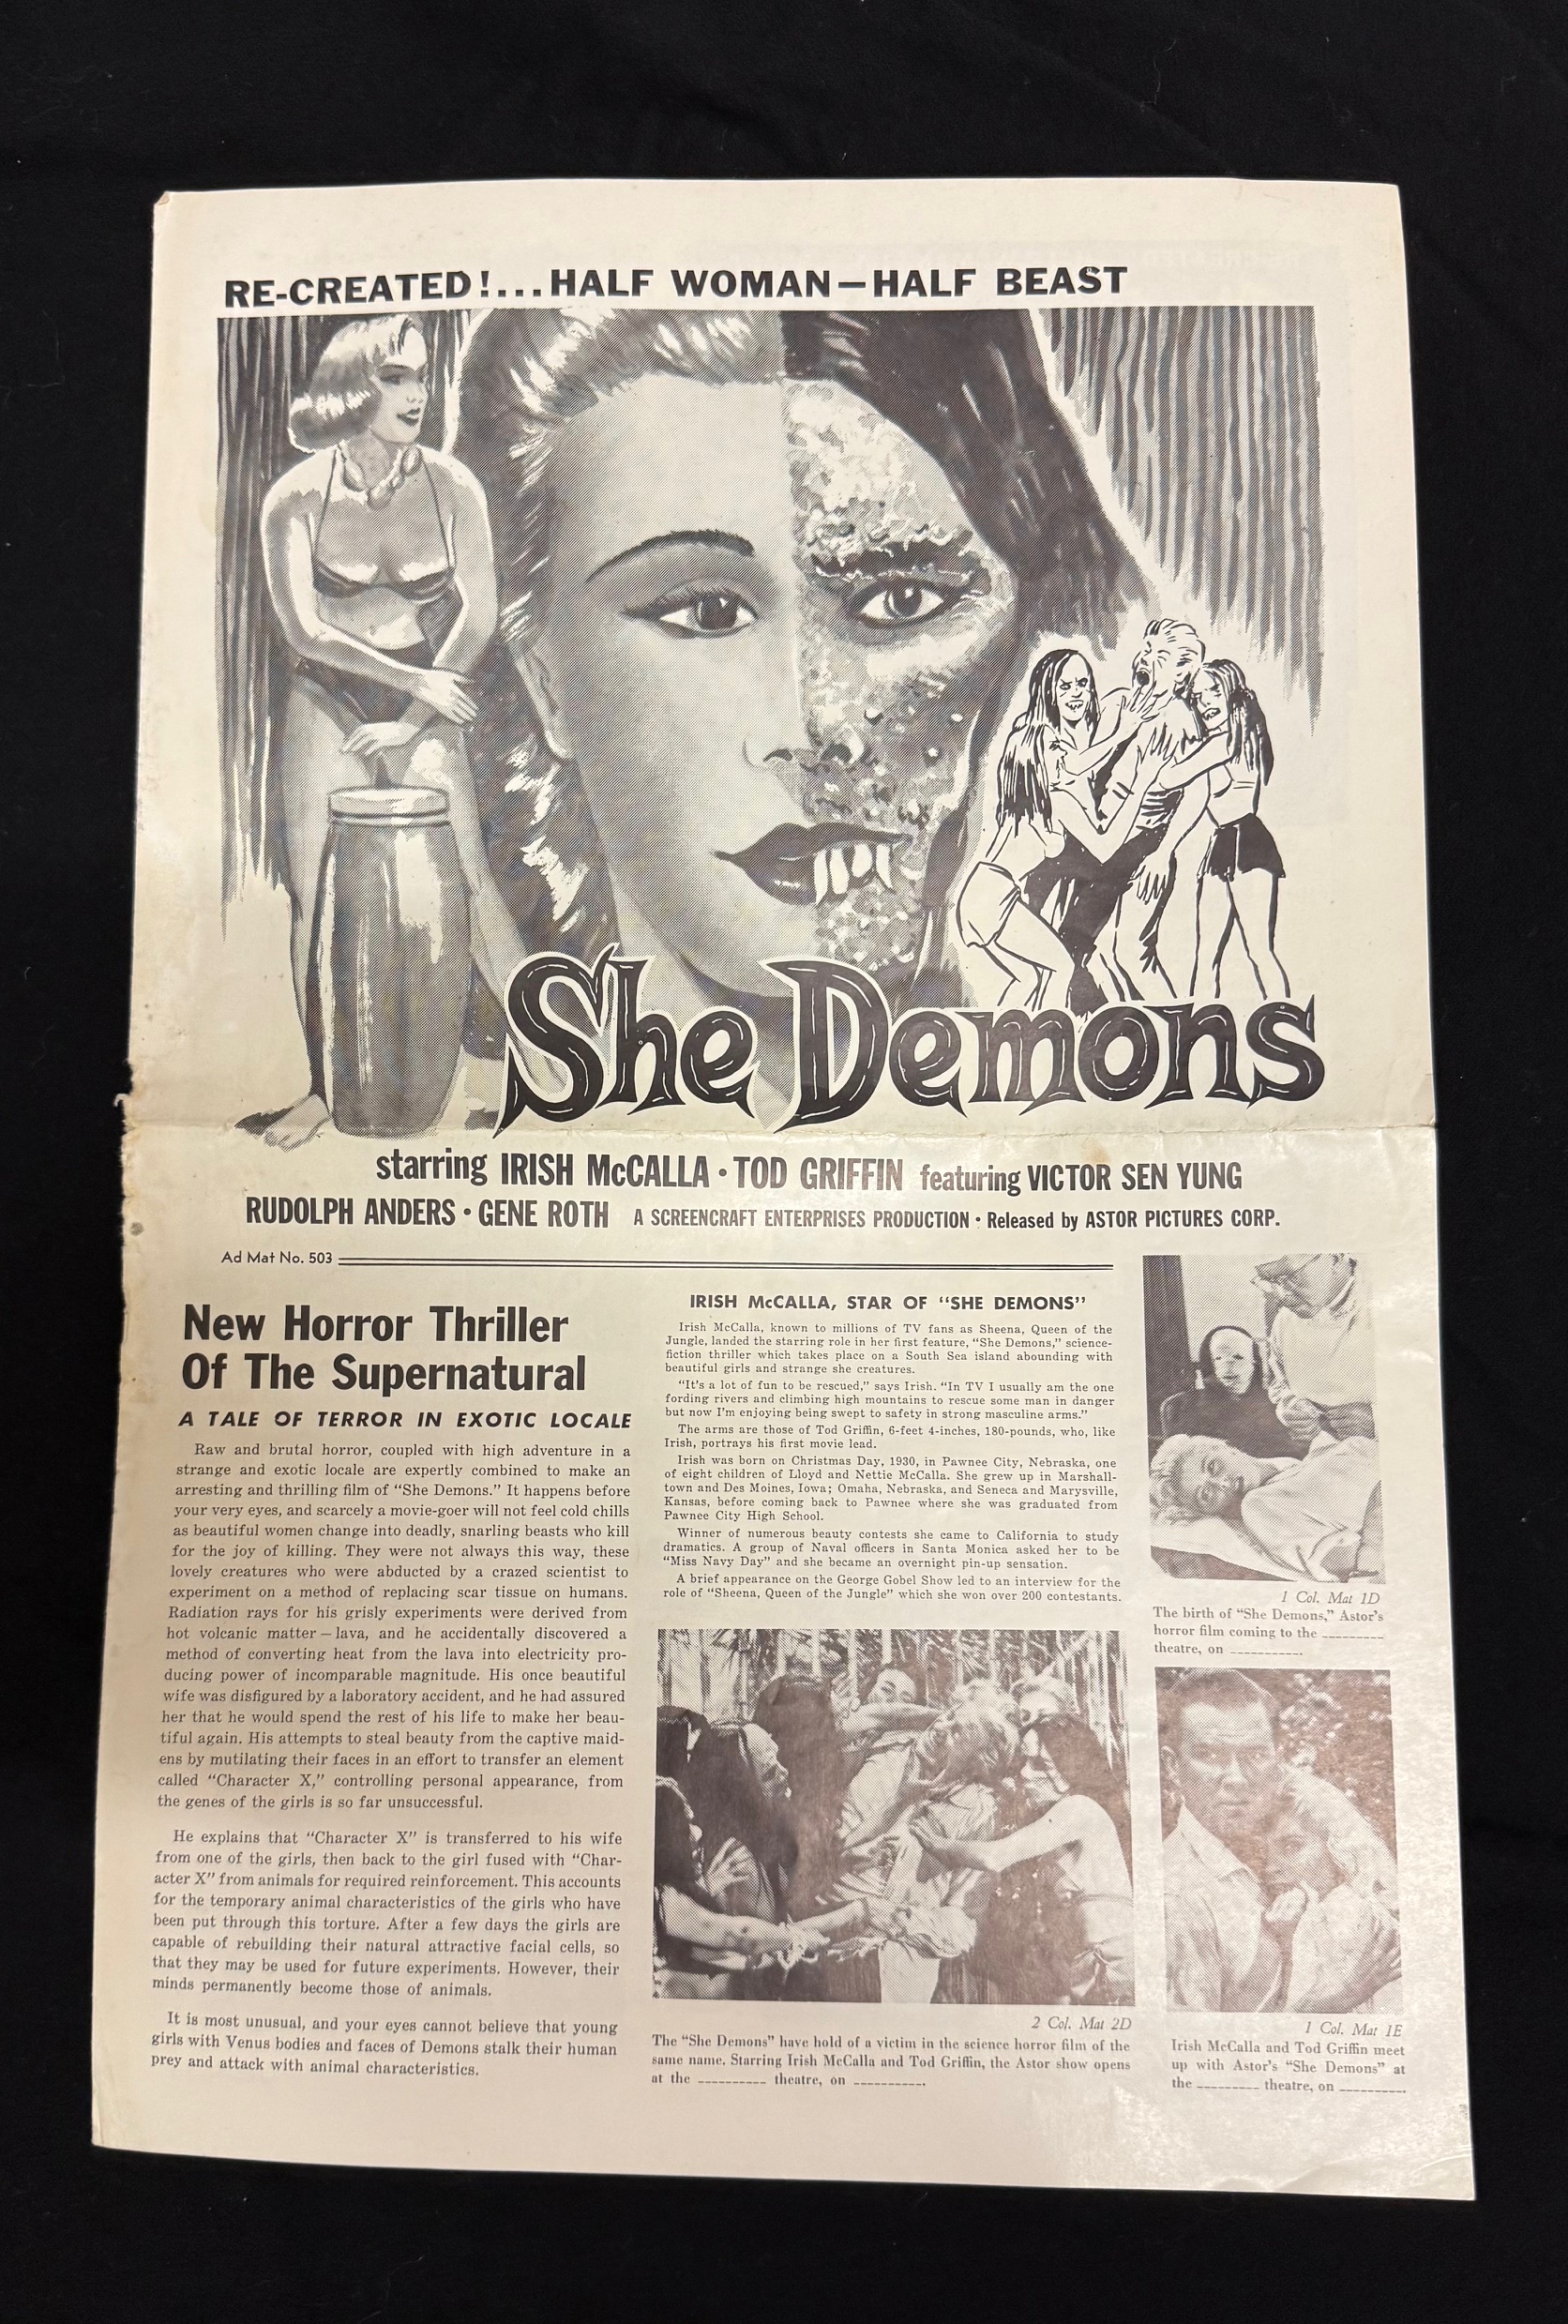 RE-CREATED!...HALF WOMAN—HALF BEAST
She Demons
starring IRISH McCALLA • TOD GRIFFIN featuring VICTOR SEN YUNG
RUDOLPH ANDERS • GENE ROTH A SCREENCRAFT ENTERPRISES PRODUCTION • Released by ASTOR PICTURES CORP.
Ad Mat No. 503
New Horror Thriller
Of The Supernatural
A TALE OF TERROR IN EXOTIC LOCALE
Raw and brutal horror, coupled with high adventure in a
strange and exotic locale are expertly combined to make an
arresting and thrilling film of "She Demons." It happens before
your very eyes, and scarcely a movie-goer will not feel cold chills
as beautiful women change into deadly, snarling beasts who kill
for the joy of killing. They were not always this way, these
lovely creatures who were abducted by a crazed scientist to
experiment on a method of replacing scar tissue on humans.
Radiation rays for his grisly experiments were derived from
hot volcanic matter — lava, and he accidentally discovered a
method of converting heat from the lava into electricity pro-
ducing power of incomparable magnitude. His once beautiful
wife was disfigured by a laboratory accident, and he had assured
her that he would spend the rest of his life to make her beau-
tiful again. His attempts to steal beauty from the captive maid-
ens by mutilating their faces in an effort to transfer an element
called "Character X," controlling personal appearance, from
the genes of the girls is so far unsuccessful.
He explains that "Character X" is transferred to his wife
from one of the girls, then back to the girl fused with "Char-
acter X" from animals for required reinforcement. This accounts
for the temporary animal characteristics of the girls who have
been put through this torture. After a few days the girls are
capable of rebuilding their natural attractive facial cells, so
that they may be used for future experiments. However, their
minds permanently become those of animals.
It is most unusual, and your eyes cannot believe that young
girls with Venus bodies and faces of Demons stalk their human
prey and attack with animal characteristics.
IRISH McCALLA, STAR OF "SHE DEMONS"
Irish McCalla, known to millions of TV fans as Sheena, Queen of the
Jungle, landed the starring role in her first feature, "She Demons," science-
fiction thriller which takes place on a South Sea island abounding with
beautiful girls and strange she creatures.
"It's a lot of fun to be rescued," says Irish. "In TV I usually am the one
fording rivers and climbing high mountains to rescue some man in danger
but now I'm enjoying being swept to safety in strong masculine arms."
The arms are those of Tod Griffin, 6-feet 4-inches, 180-pounds, who, like
Irish, portrays his first movie lead.
Irish was born on Christmas Day, 1930, in Pawnee City, Nebraska, one
of eight children of Lloyd and Nettie McCalla. She grew up in Marshall-
town and Des Moines, Iowa; Omaha, Nebraska, and Seneca and Marysville,
Kansas, before coming back to Pawnee where she was graduated from
Pawnee City High School.
Winner of numerous beauty contests she came to California to study
dramatics. A group of Naval officers in Santa Monica asked her to be
"Miss Navy Day" and she became an overnight pin-up sensation.
A brief appearance on the George Gobel Show led to an interview for the
role of "Sheena, Queen of the Jungle" which she won over 200 contestants.
2 Col. Mat 2D
The "She Demons" have hold of a victim in the science horror film of the
same name. Starring Irish McCalla and Tod Griffin, the Astor show opens
at the __________ theatre, on __________.
1 Col. Mat 1D
The birth of "She Demons," Astor's
horror film coming to the __________
theatre, on __________.
1 Col. Mat 1E
Irish McCalla and Tod Griffin meet
up with Astor's "She Demons" at
the __________ theatre, on __________.